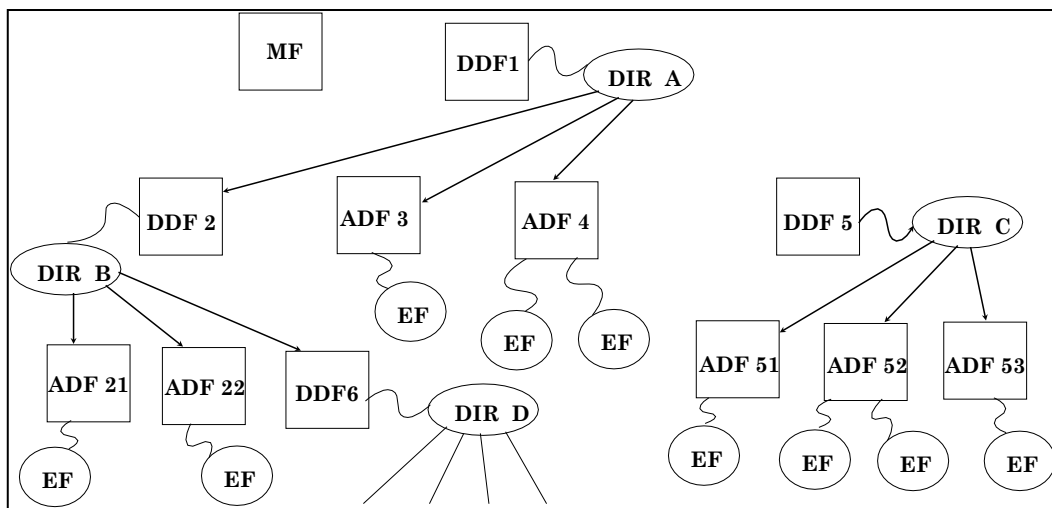 MF
DDF1
DIR A
DDF 2
ADF 3
ADF 4
DDF 5
DIR C
DIR B
EF
EF
EF
ADF 21
ADF 22
DDF6
DIR D
ADF 51
ADF 52
ADF 53
EF
EF
EF
EF
EF
EF